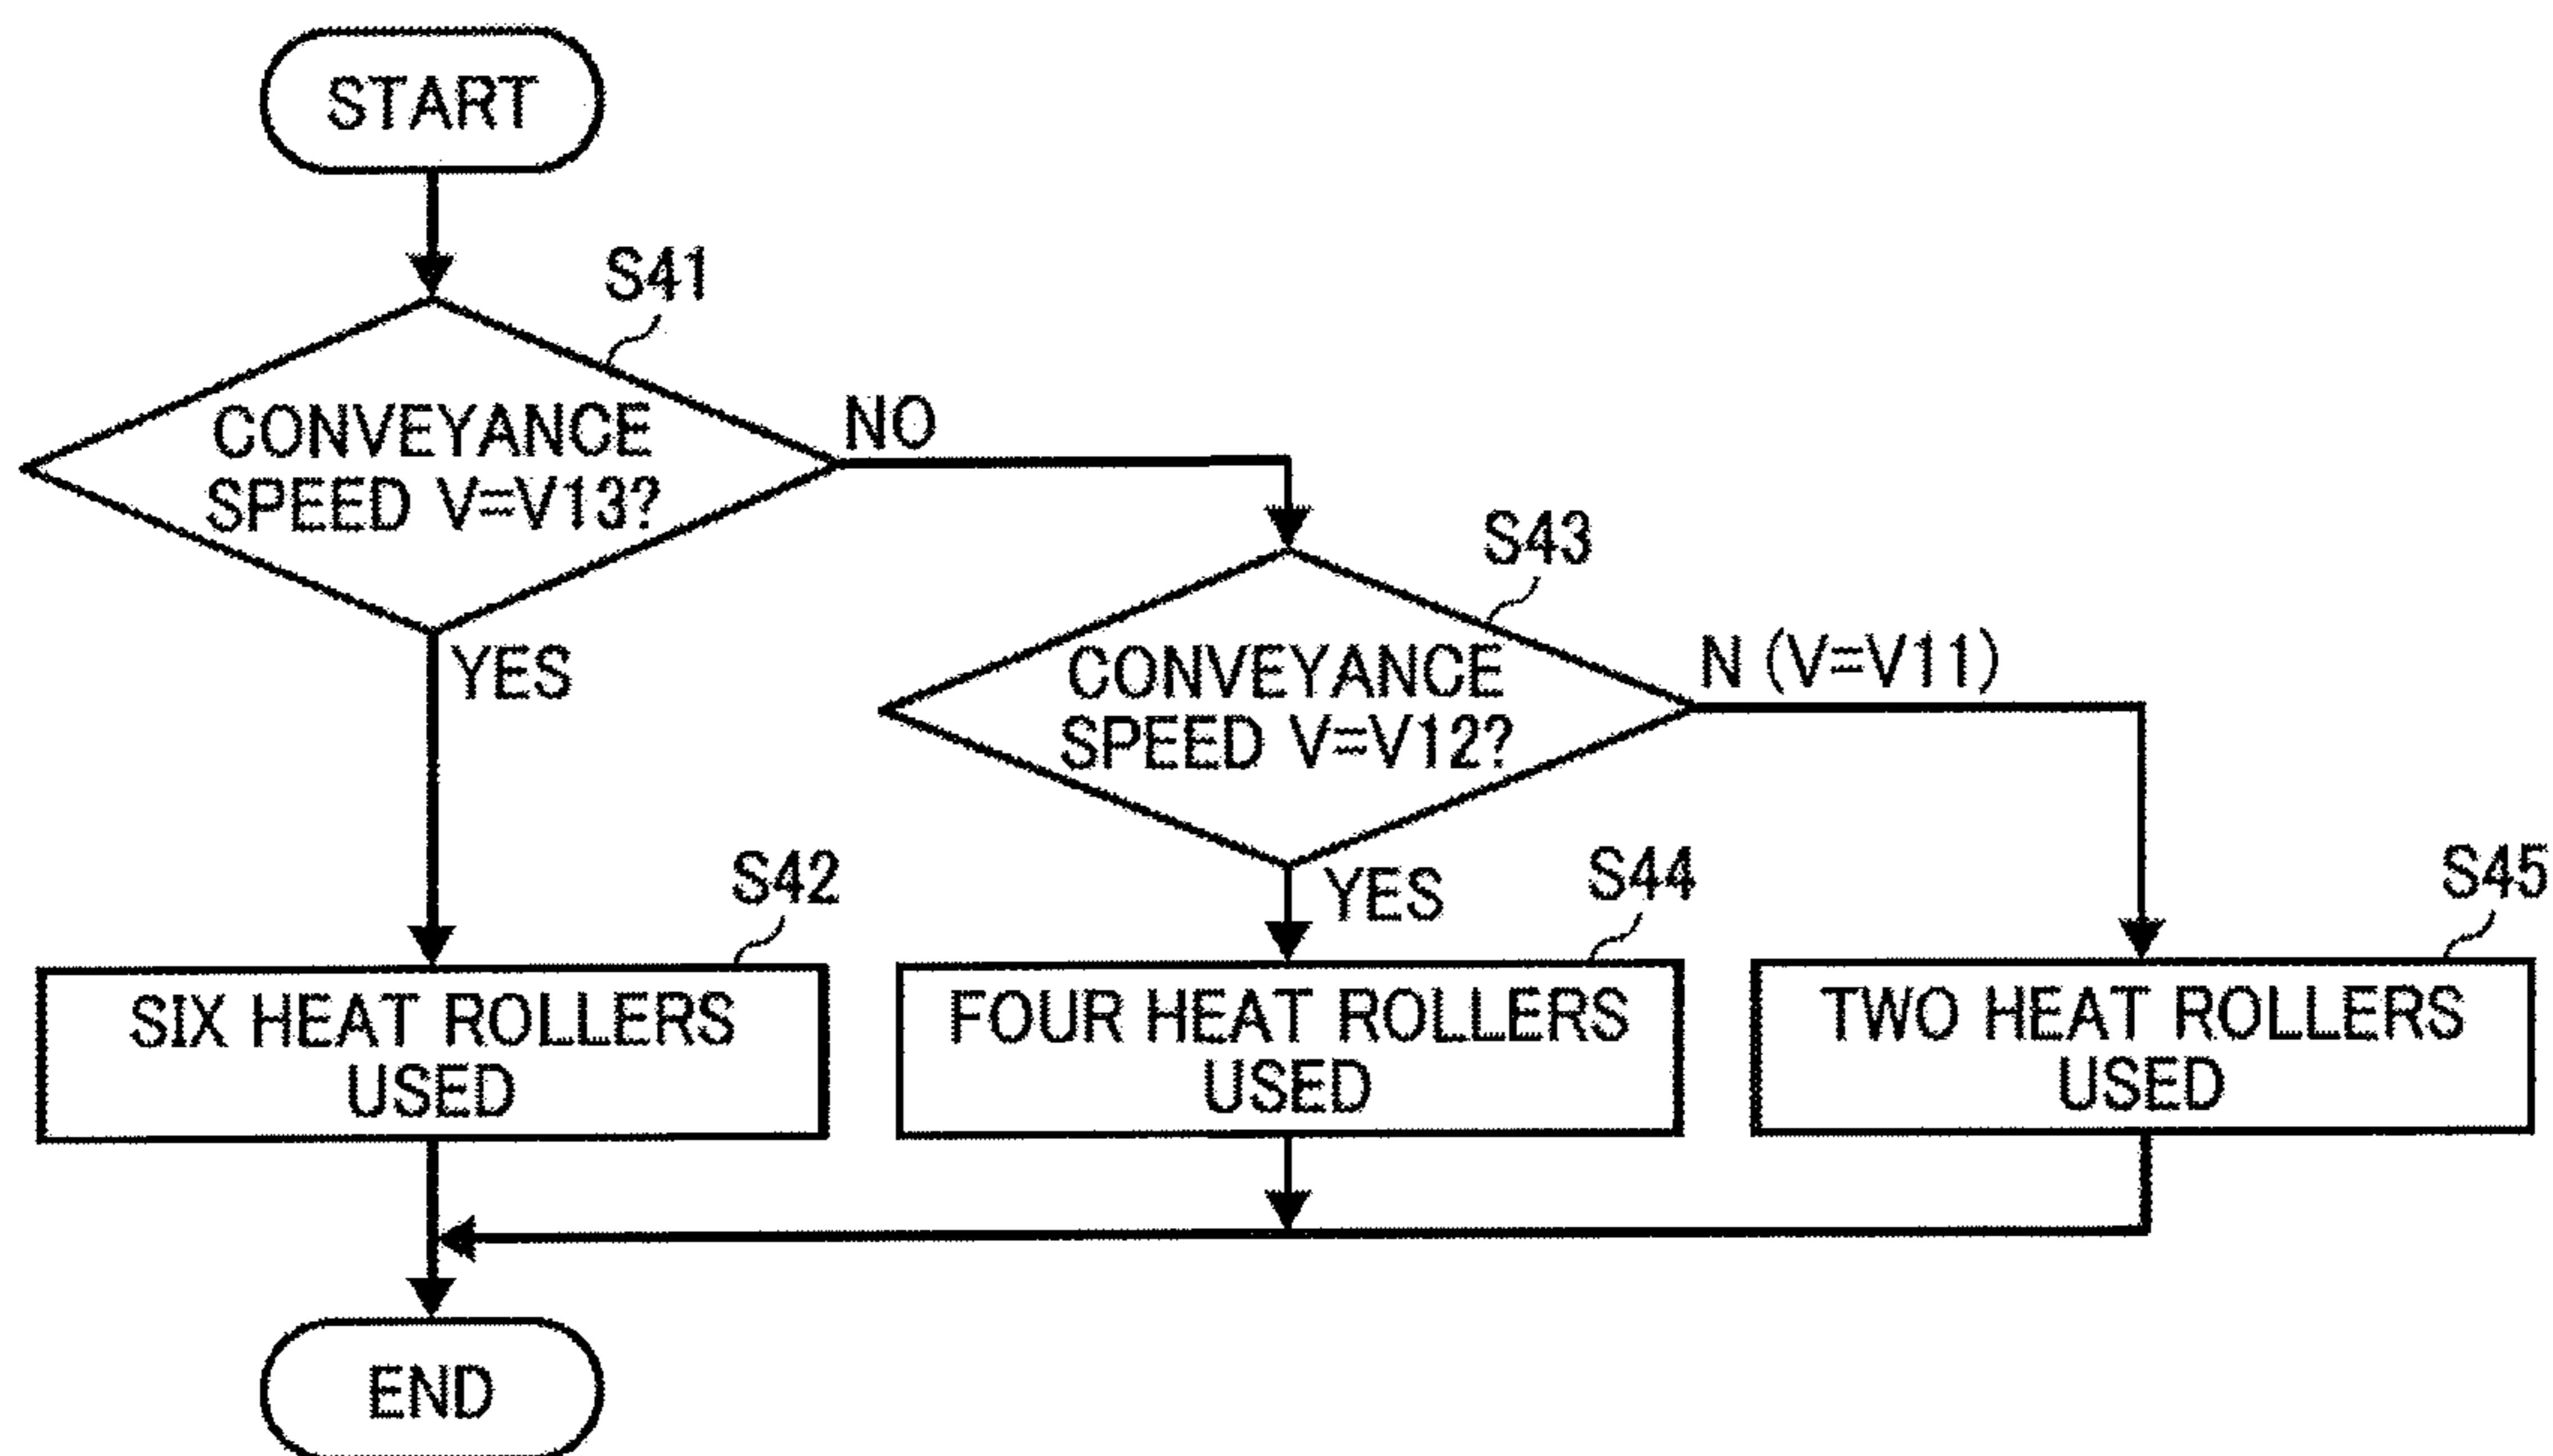 START
S41
CONVEYANCE
SPEED V=V13?
NO
YES
S43
CONVEYANCE
SPEED V=V12?
N (V=V11)
YES
S42
SIX HEAT ROLLERS
USED
S44
FOUR HEAT ROLLERS
USED
S45
TWO HEAT ROLLERS
USED
END